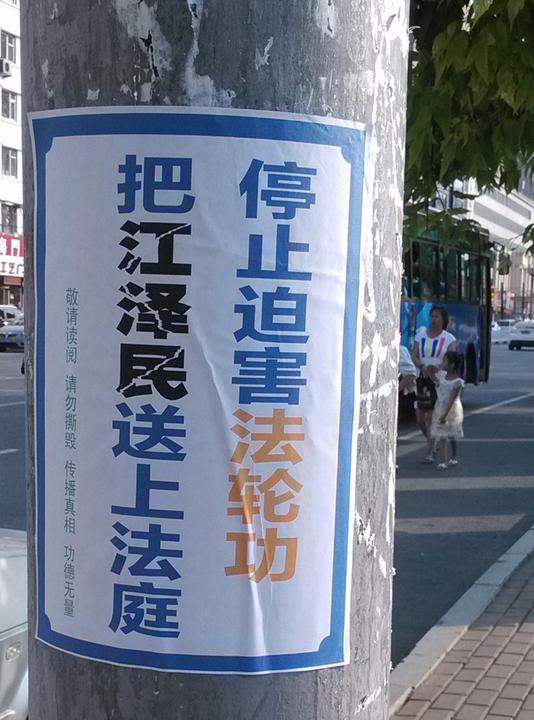 停止迫害法轮功
把江泽民送上法庭
敬请读阅 请勿撕毁 传播真相 功德无量